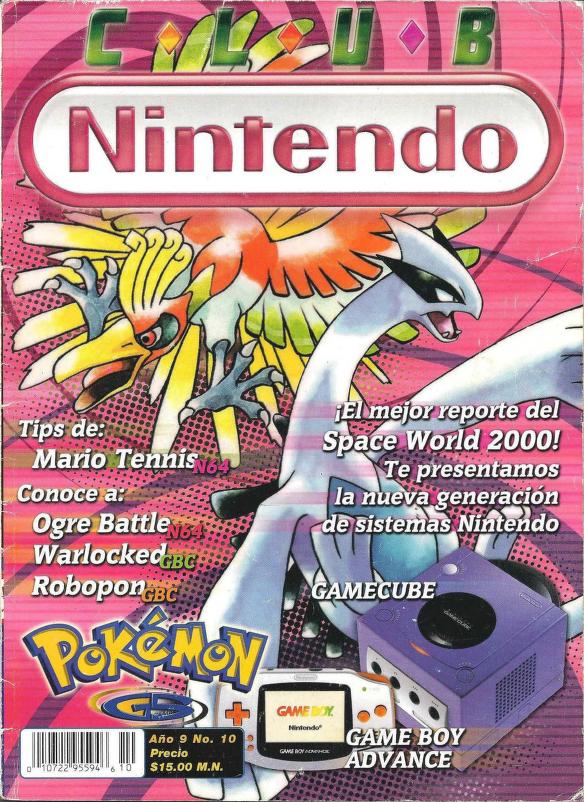 CLUB
Nintendo
Tips de:
Mario Tennis N64
Conoce a:
Ogre Battle N64
Warlocked GBC
Robopon GBC
¡El mejor reporte del
Space World 2000!
Te presentamos
la nueva generación
de sistemas Nintendo
GAMECUBE
GAMECUBE
POKéMON
GS
GAME BOY
Nintendo
GAME BOY ADVANCE
GAME BOY
ADVANCE
Año 9 No. 10
Precio
$15.00 M.N.
0 10722 95594 6 10